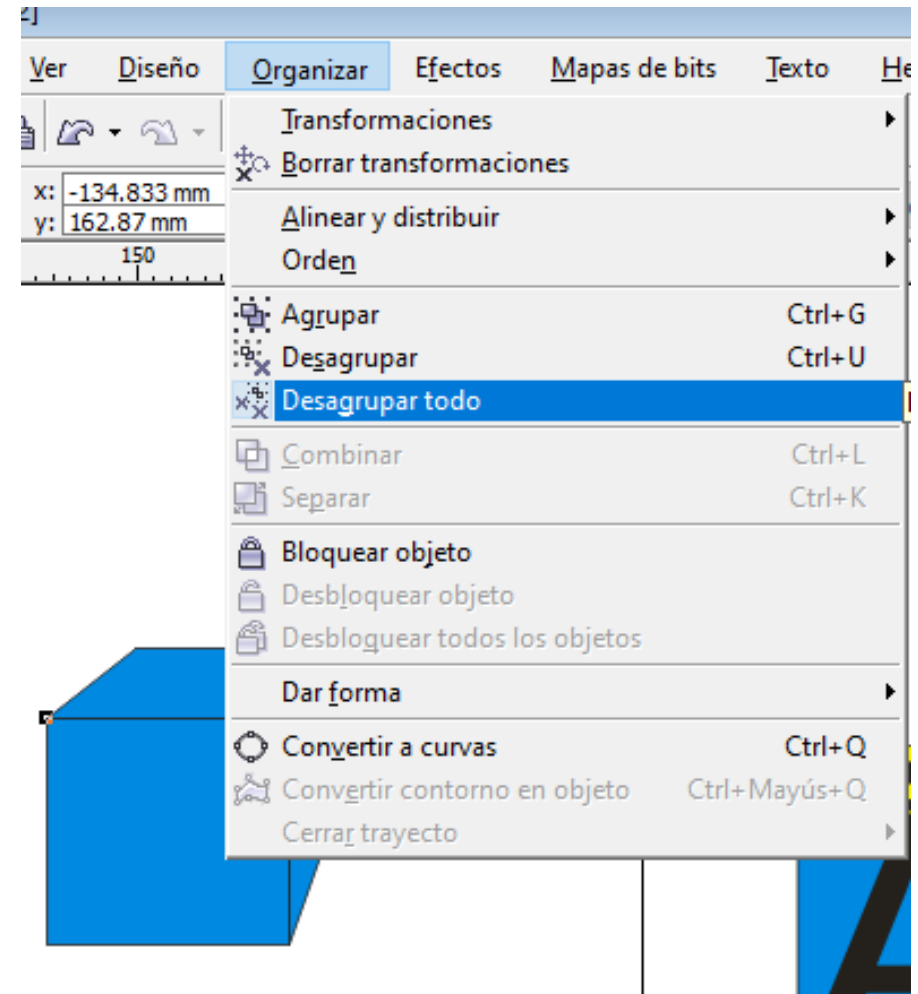 2]
Ver Diseño Organizar Efectos Mapas de bits Texto
Transformaciones
Borrar transformaciones
x: -134.833 mm
y: 162.87 mm
Alinear y distribuir
150
Orden
Agrupar Ctrl+G
Desagrupar Ctrl+U
Desagrupar todo
Combinar Ctrl+L
Separar Ctrl+K
Bloquear objeto
Desbloquear objeto
Desbloquear todos los objetos
Dar forma
Convertir a curvas Ctrl+Q
Convertir contorno en objeto Ctrl+Mayús+Q
Cerrar trayecto
A